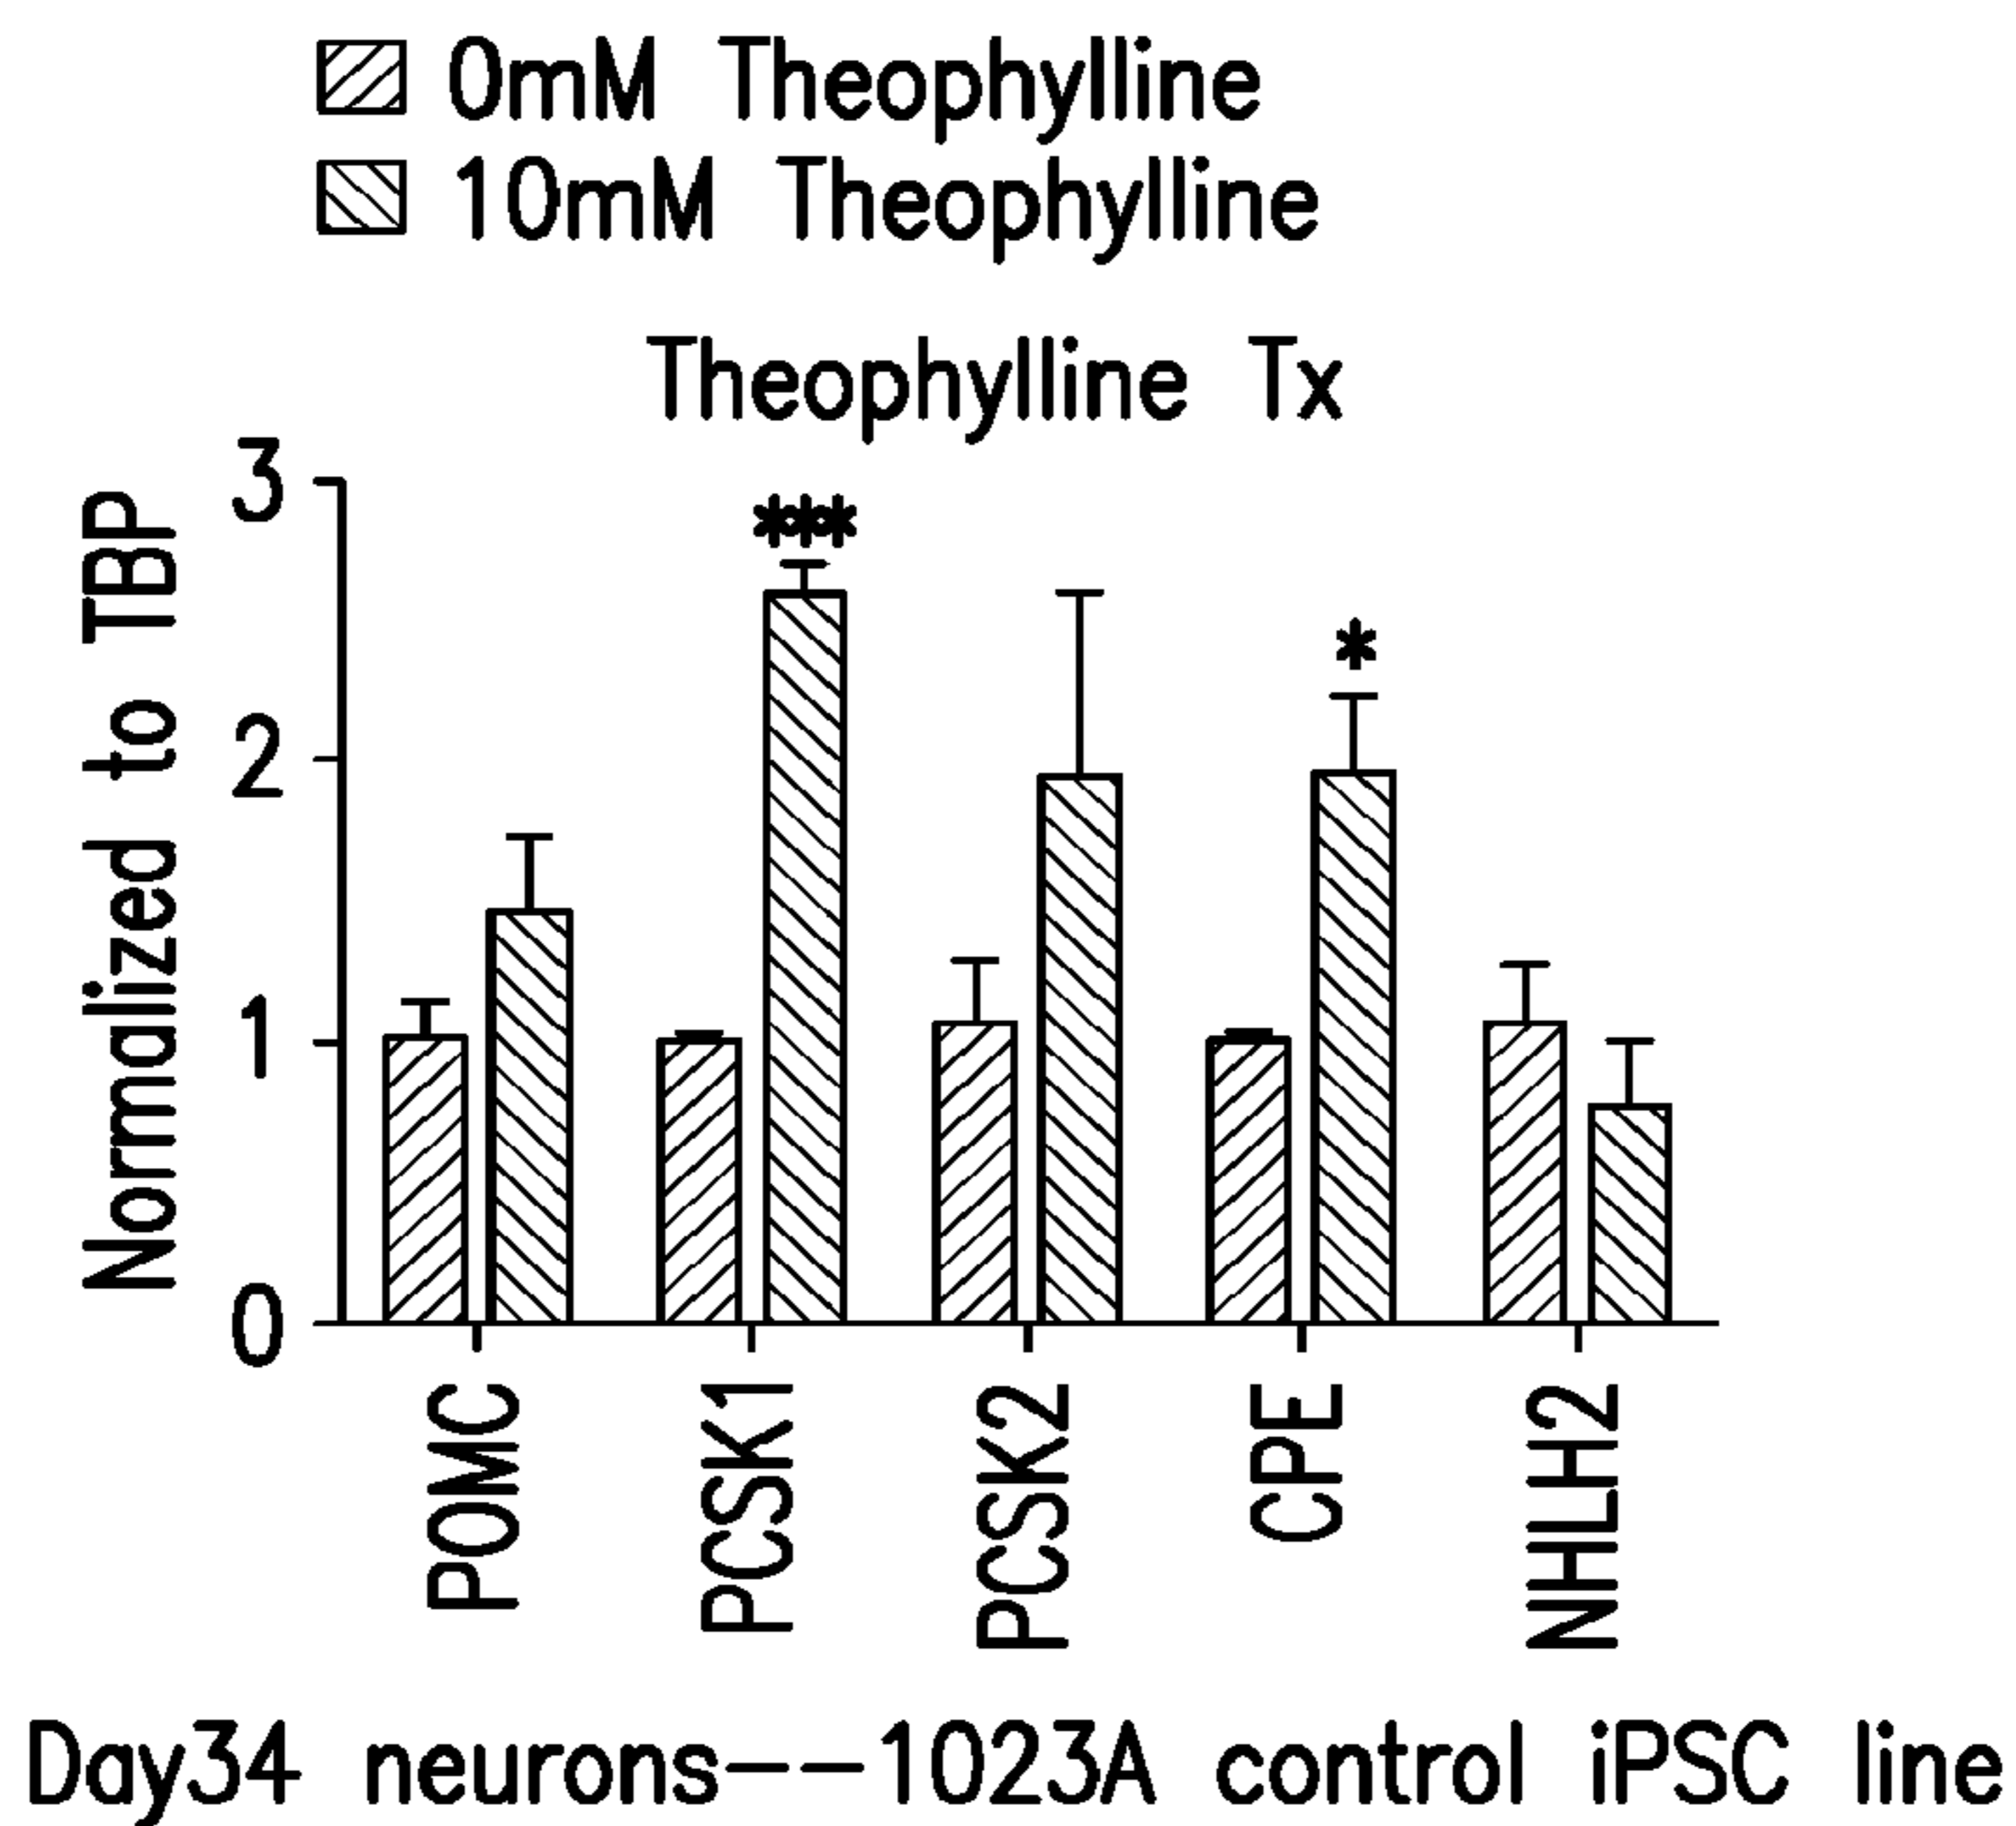 0mM Theophylline
10mM Theophylline
Theophylline Tx
Normalized to TBP
3
2
1
0
***
*
POMC
PCSK1
PCSK2
CPE
NHLH2
Day34 neurons--1023A control iPSC line